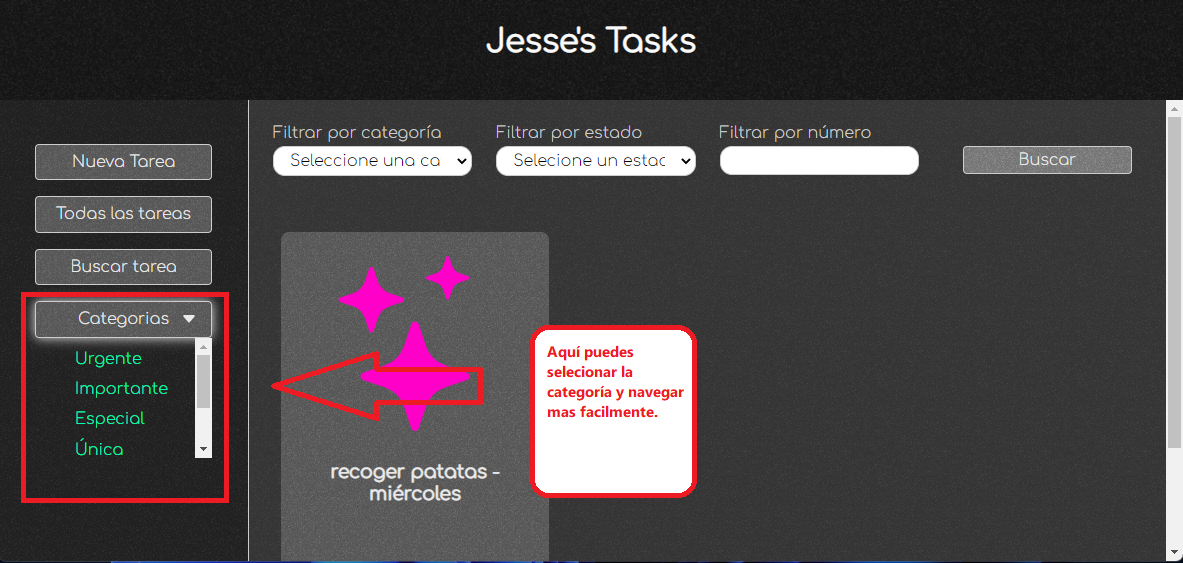 Jesse's Tasks
Nueva Tarea
Todas las tareas
Buscar tarea
Categorias
Urgente
Importante
Especial
Única
Filtrar por categoría
Filtrar por estado
Filtrar por número
Seleccione una ca
Selecione un estac
Buscar
recoger patatas -
miércoles
Aquí puedes
selecionar la
categoría y navegar
mas facilmente.